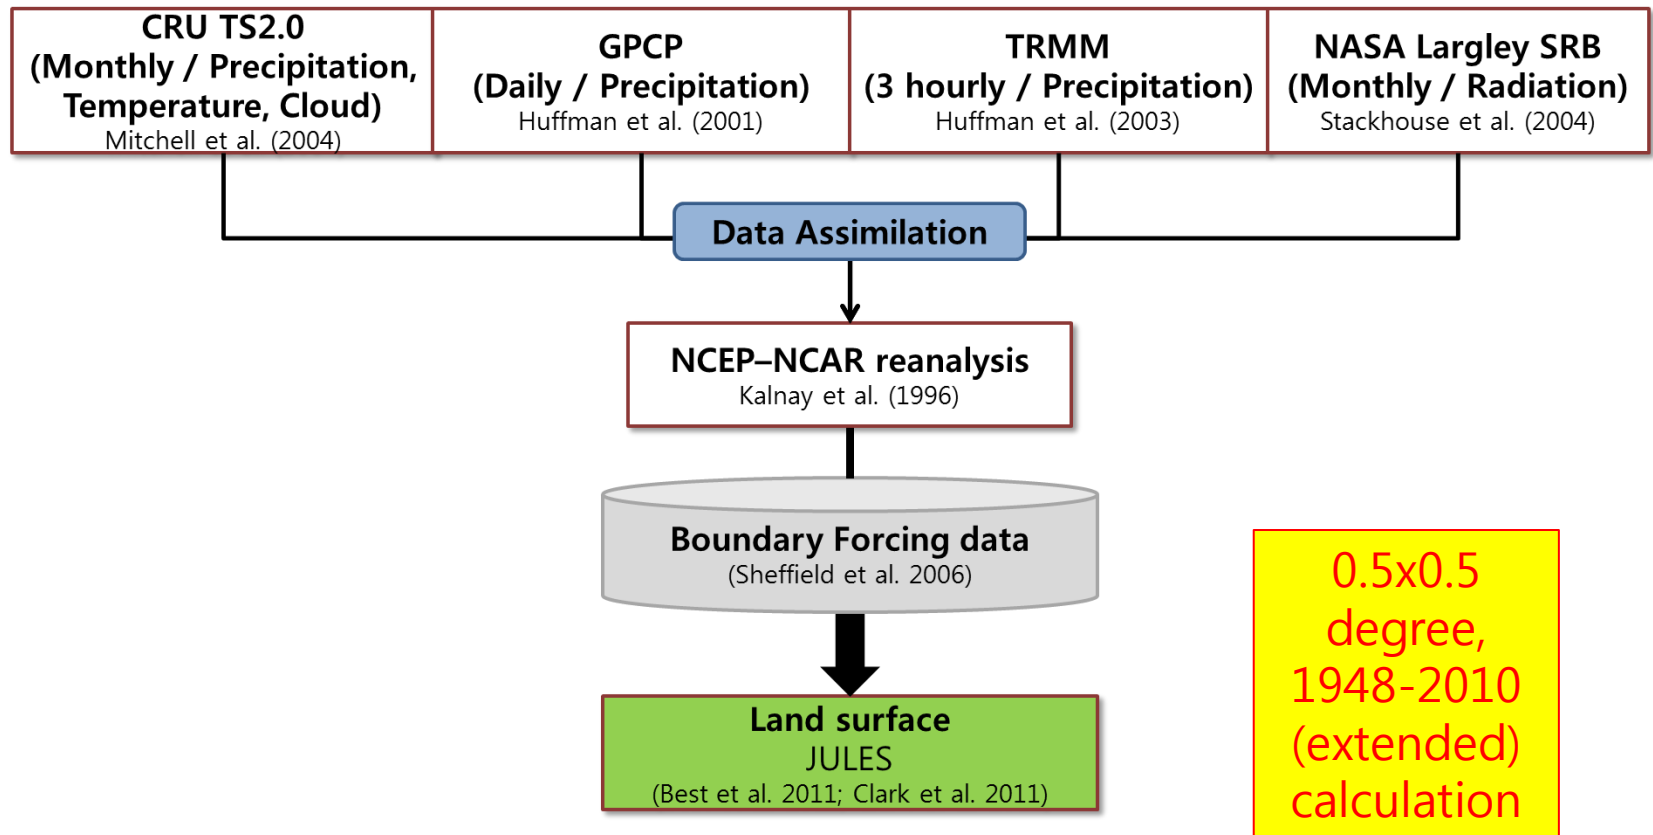 CRU TS2.0
(Monthly / Precipitation,
Temperature, Cloud)
Mitchell et al. (2004)
GPCP
(Daily / Precipitation)
Huffman et al. (2001)
TRMM
(3 hourly / Precipitation)
Huffman et al. (2003)
NASA Largley SRB
(Monthly / Radiation)
Stackhouse et al. (2004)
Data Assimilation
NCEP–NCAR reanalysis
Kalnay et al. (1996)
Boundary Forcing data
(Sheffield et al. 2006)
Land surface
JULES
(Best et al. 2011; Clark et al. 2011)
0.5x0.5
degree,
1948-2010
(extended)
calculation